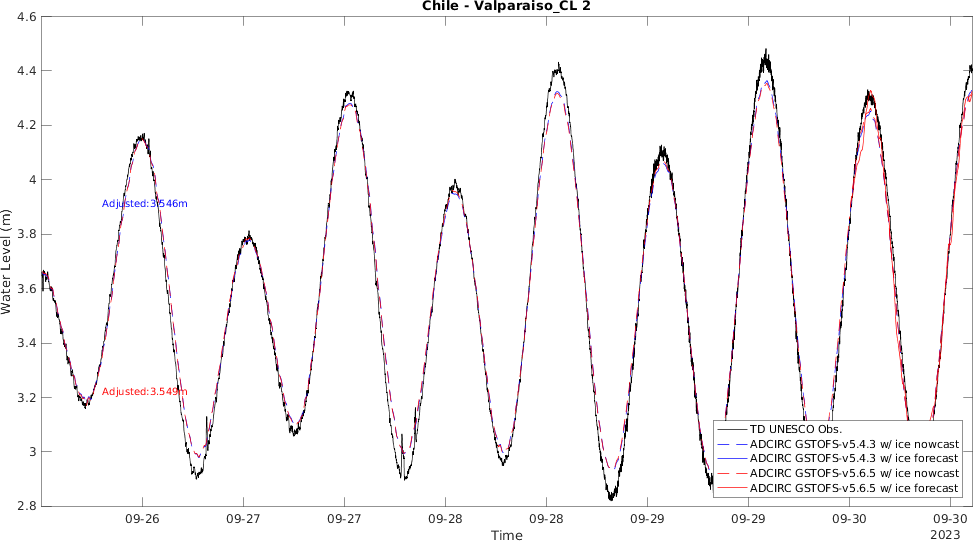 Chile - Valparaiso_CL 2
4.6
4.4
4.2
4
3.8
3.6
3.4
3.2
3
2.8
Water Level (m)
Adjusted:3.546m
Adjusted:3.549m
TD UNESCO Obs.
ADCIRC GSTOFS-v5.4.3 w/ ice nowcast
ADCIRC GSTOFS-v5.4.3 w/ ice forecast
ADCIRC GSTOFS-v5.6.5 w/ ice nowcast
ADCIRC GSTOFS-v5.6.5 w/ ice forecast
09-26 09-27 09-27 09-28 09-28 09-29 09-29 09-30 09-30
2023
Time